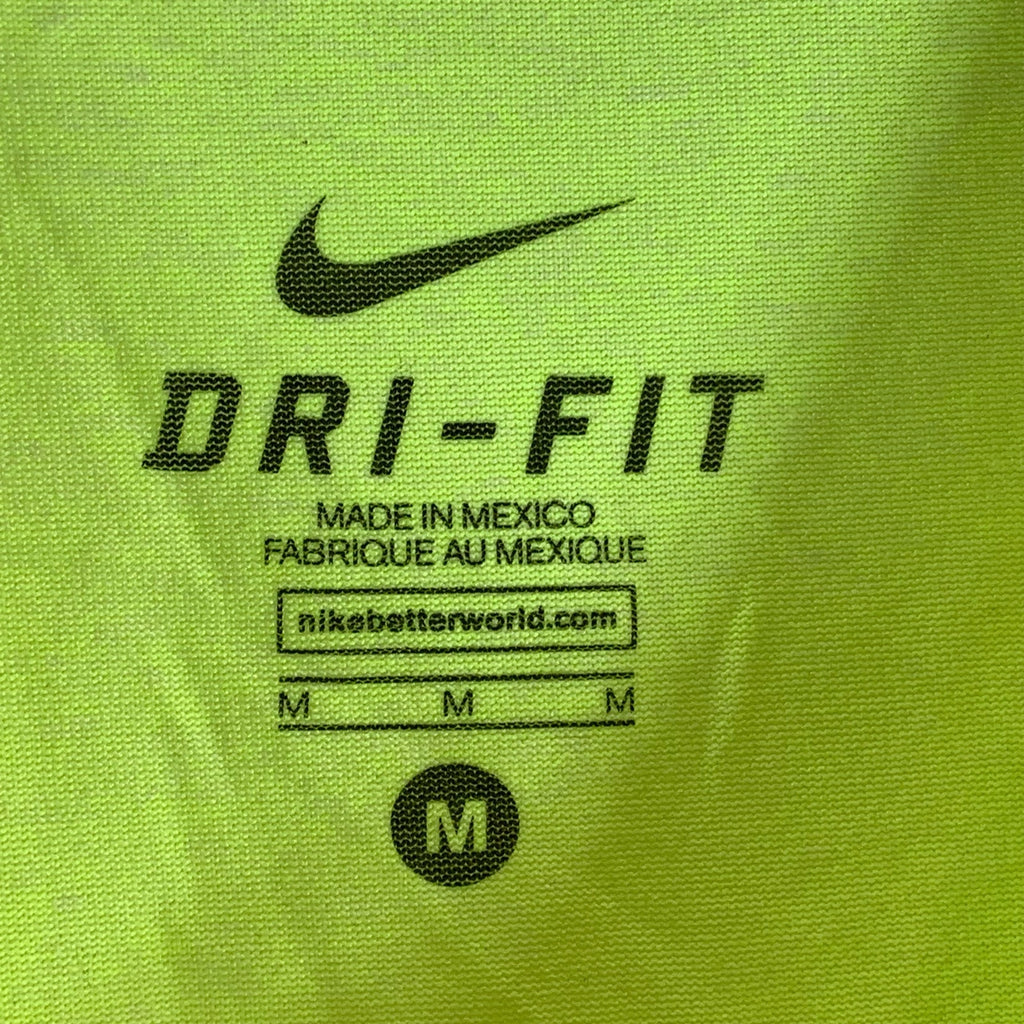 DRI-FIT
MADE IN MEXICO
FABRIQUE AU MEXIQUE
nikebetterworld.com
M M M
M